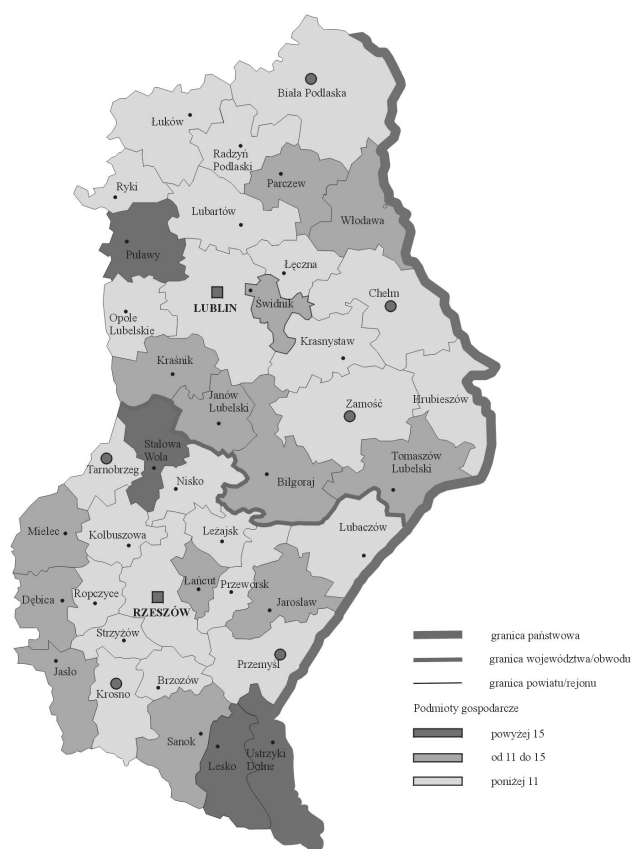 Biała Podlaska
Łuków
Radzyń
Podlaski
Parczew
Ryki
Lubartów
Włodawa
Puławy
Łęczna
Świdnik
LUBLIN
Chełm
Opole
Lubelskie
Krasnystaw
Kraśnik
Janów
Lubelski
Hrubieszów
Zamość
Stalowa
Wola
Tomaszów
Lubelski
Tarnobrzeg
Nisko
Biłgoraj
Mielec
Kolbuszowa
Leżajsk
Lubaczów
Łańcut
Przeworsk
Dębica
Ropczyce
RZESZÓW
Jarosław
Strzyżów
Przemyśl
Jasło
Krosno
Brzozów
Sanok
Lesko
Ustrzyki
Dolne
granica państwowa
granica województwa/obwodu
granica powiatu/rejonu
Podmioty gospodarcze
powyżej 15
od 11 do 15
poniżej 11